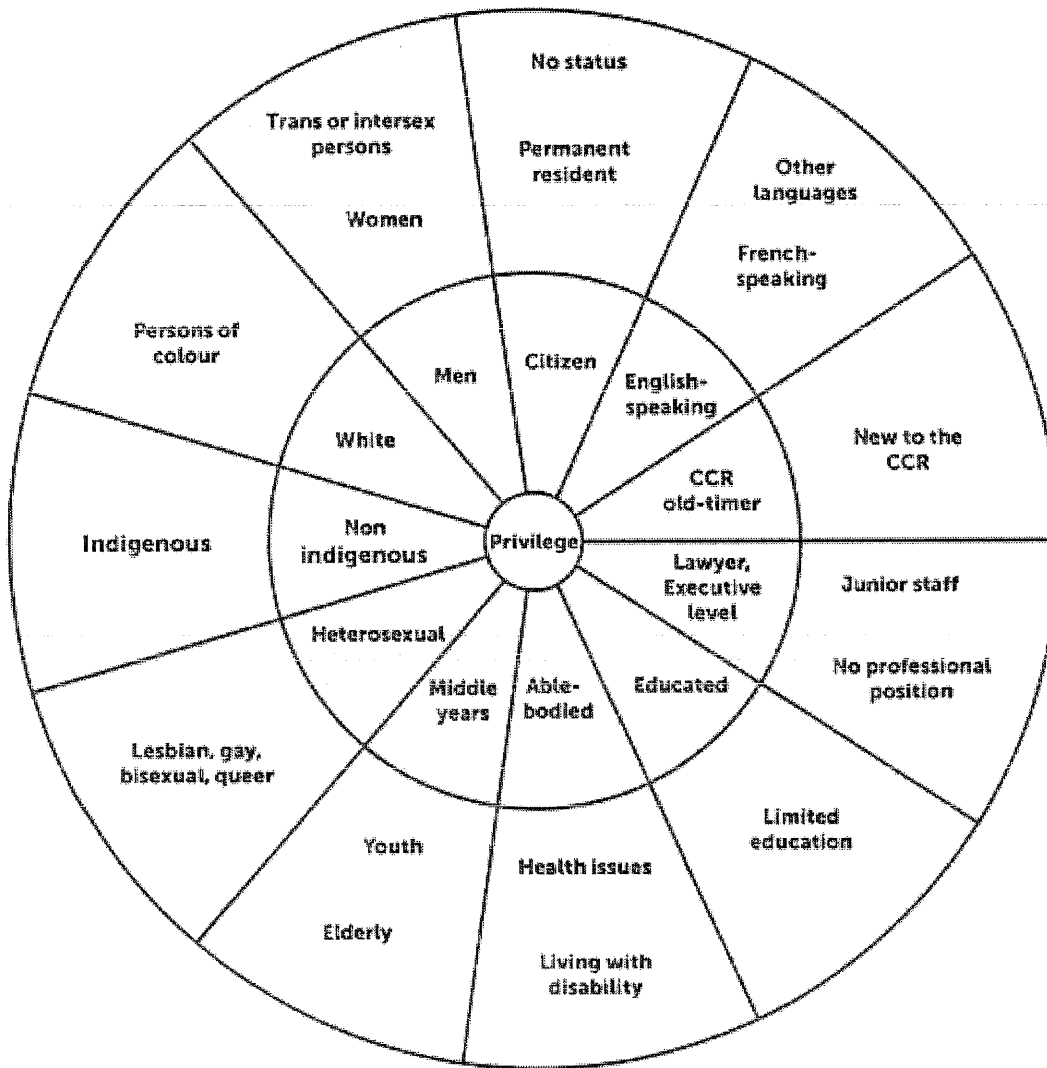 No status
Permanent
resident
Other
languages
French-
speaking
New to the
CCR
Junior staff
No professional
position
Limited
education
Health issues
Living with
disability
Youth
Elderly
Lesbian, gay,
bisexual, queer
Indigenous
Persons of
colour
Trans or intersex
persons
Women
Citizen
English-
speaking
CCR
old-timer
Lawyer,
Executive
level
Educated
Able-
bodied
Middle
years
Heterosexual
Non
indigenous
White
Men
Privilege